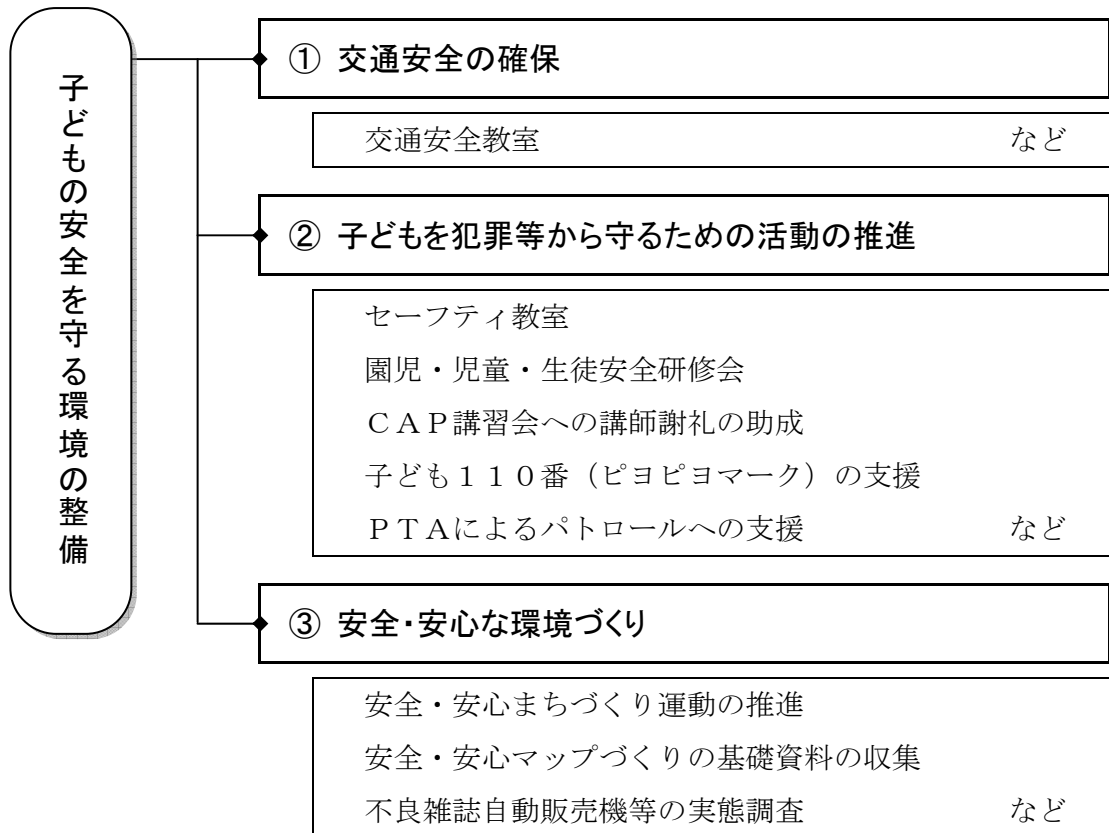 子どもの安全を守る環境の整備
① 交通安全の確保
交通安全教室　など
② 子どもを犯罪等から守るための活動の推進
セーフティ教室
園児・児童・生徒安全研修会
ＣＡＰ講習会への講師謝礼の助成
子ども１１０番（ピヨピヨマーク）の支援
ＰＴＡによるパトロールへの支援　など
③ 安全・安心な環境づくり
安全・安心まちづくり運動の推進
安全・安心マップづくりの基礎資料の収集
不良雑誌自動販売機等の実態調査　など